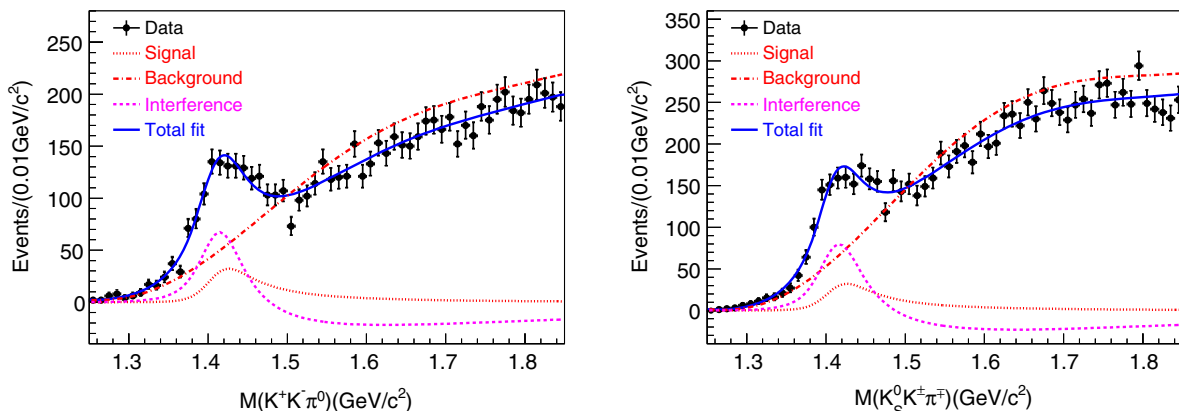 Events/(0.01GeV/c²)
250
200
150
100
50
0
Data
Signal
Background
Interference
Total fit
1.3 1.4 1.5 1.6 1.7 1.8
M(K⁺K⁻π⁰)(GeV/c²)
Events/(0.01GeV/c²)
350
300
250
200
150
100
50
0
Data
Signal
Background
Interference
Total fit
1.3 1.4 1.5 1.6 1.7 1.8
M(K⁰_SK^±π^∓)(GeV/c²)